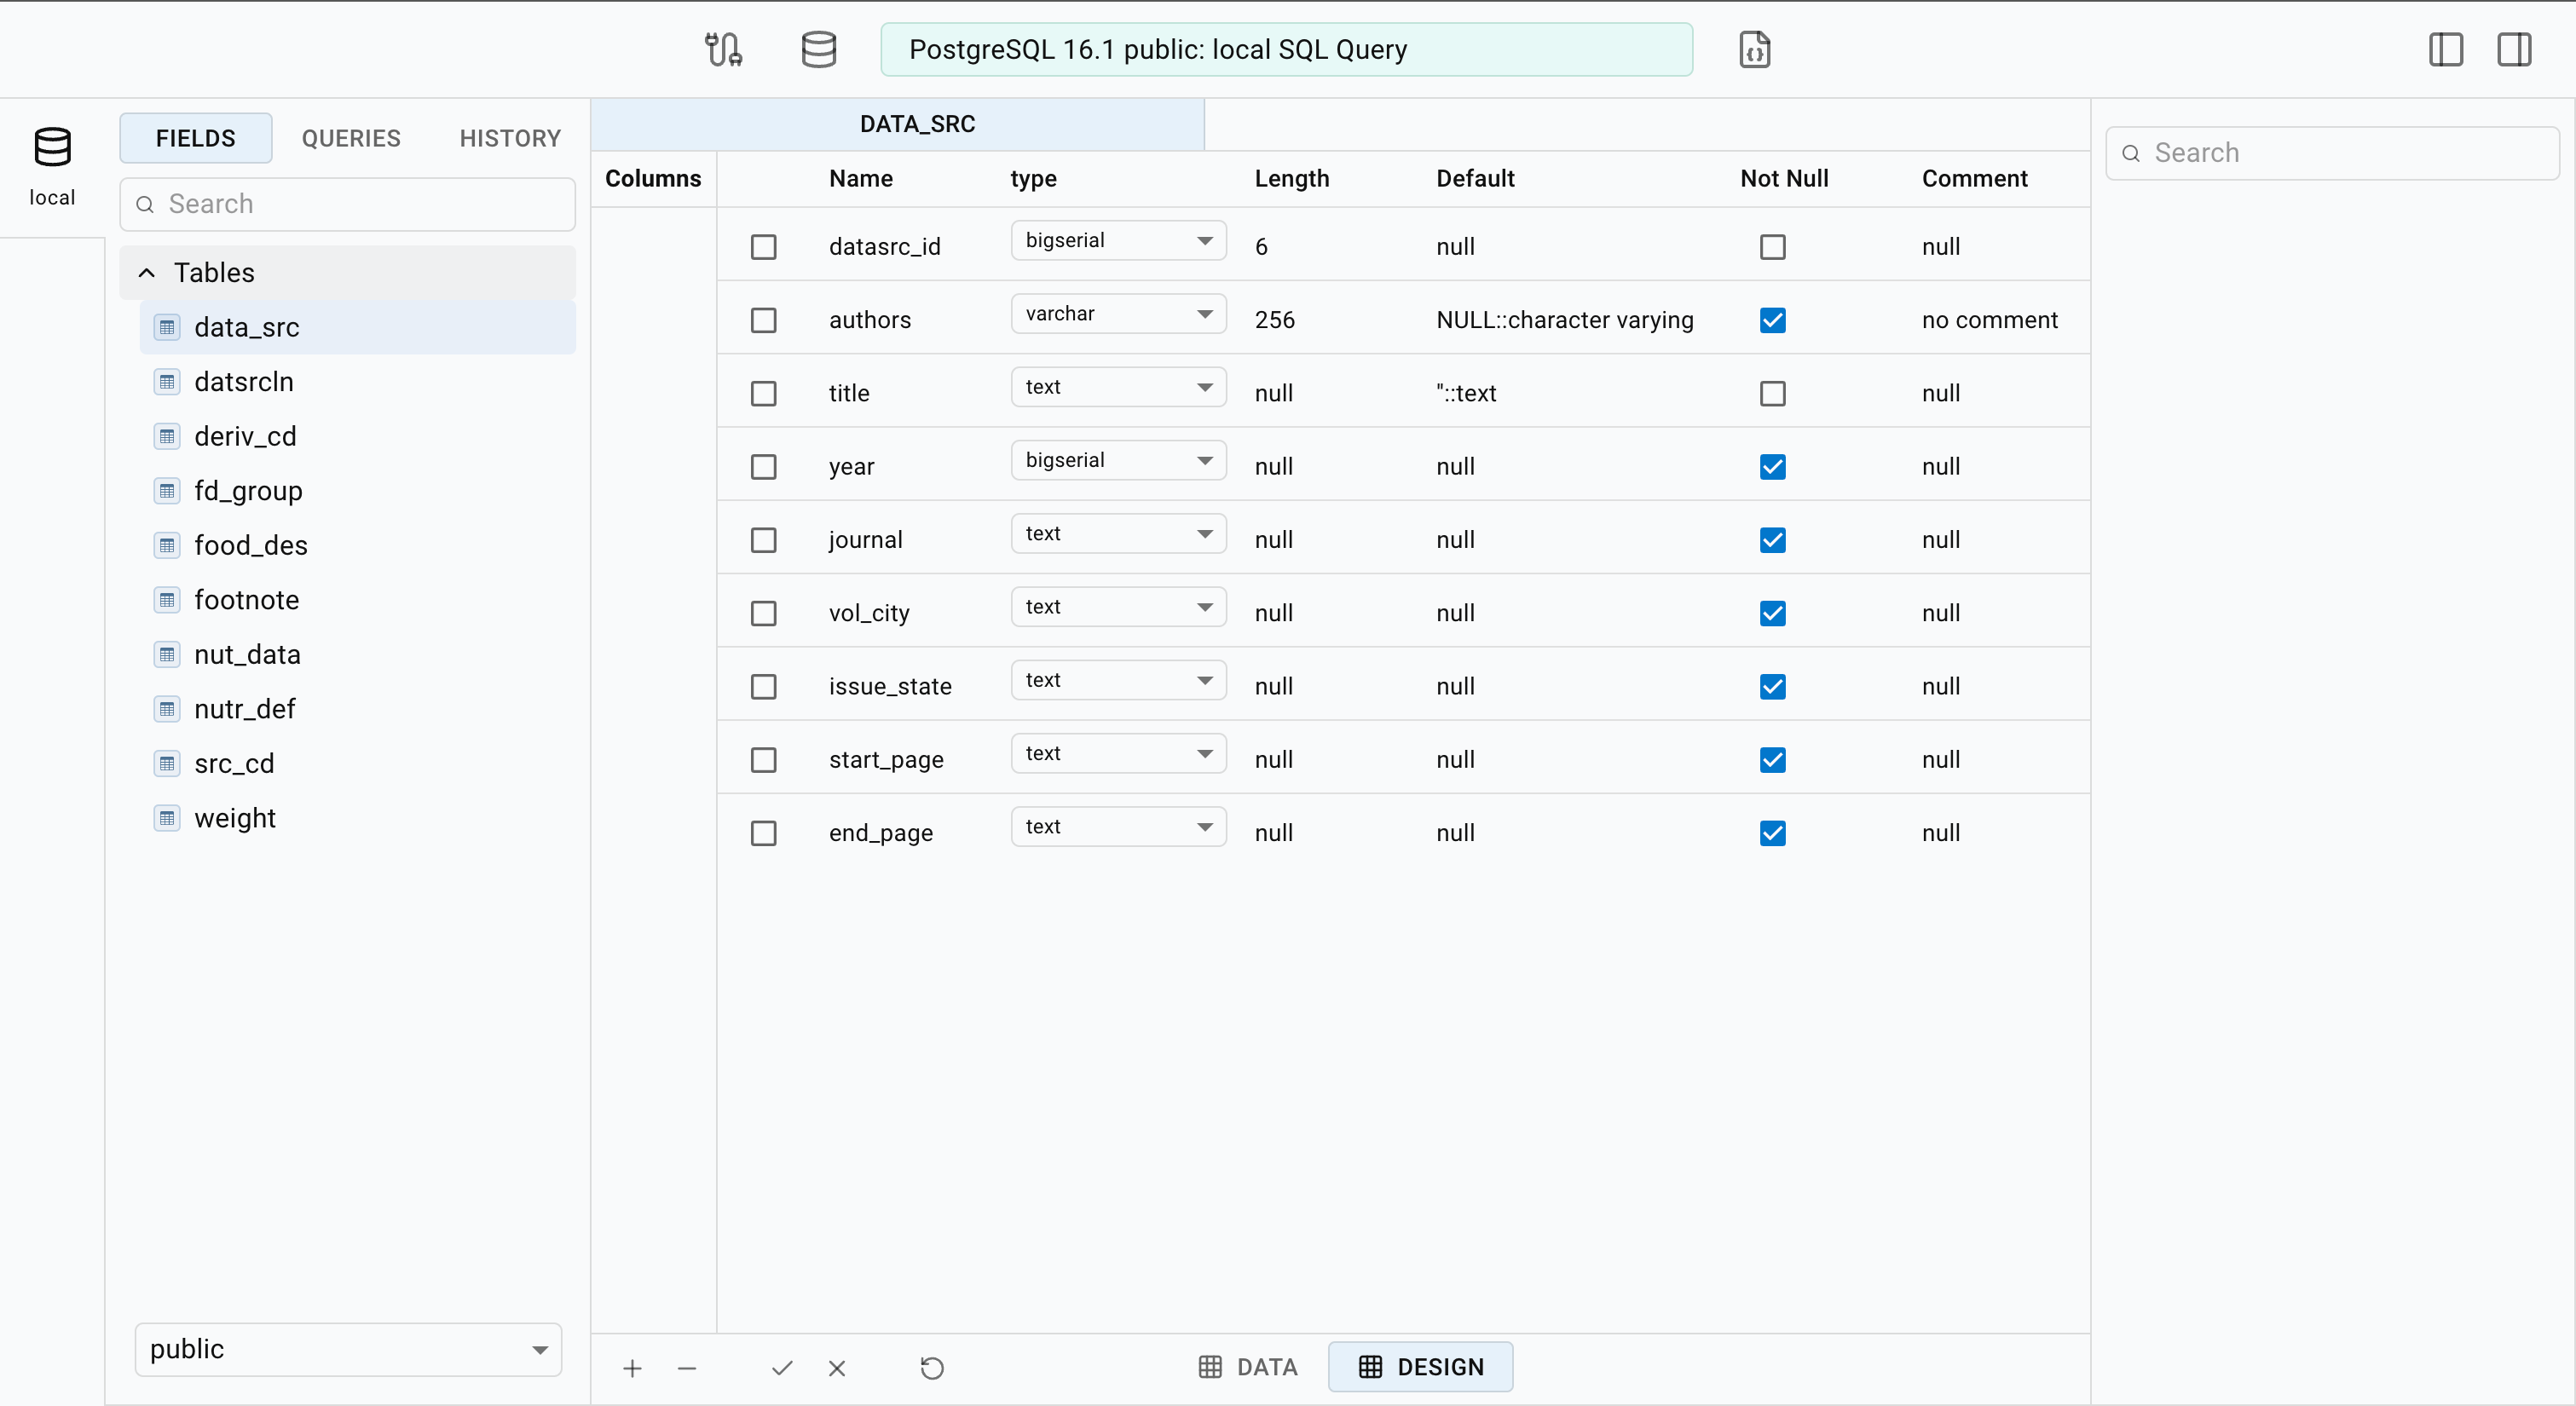 PostgreSQL 16.1 public: local SQL Query
local
FIELDS QUERIES HISTORY
Search
Tables
data_src
datsrcln
deriv_cd
fd_group
food_des
footnote
nut_data
nutr_def
src_cd
weight
public
DATA_SRC
Columns Name type Length Default Not Null Comment
datasrc_id bigserial 6 null null
authors varchar 256 NULL::character varying no comment
title text null ''::text null
year bigserial null null null
journal text null null null
vol_city text null null null
issue_state text null null null
start_page text null null null
end_page text null null null
DATA DESIGN
Search